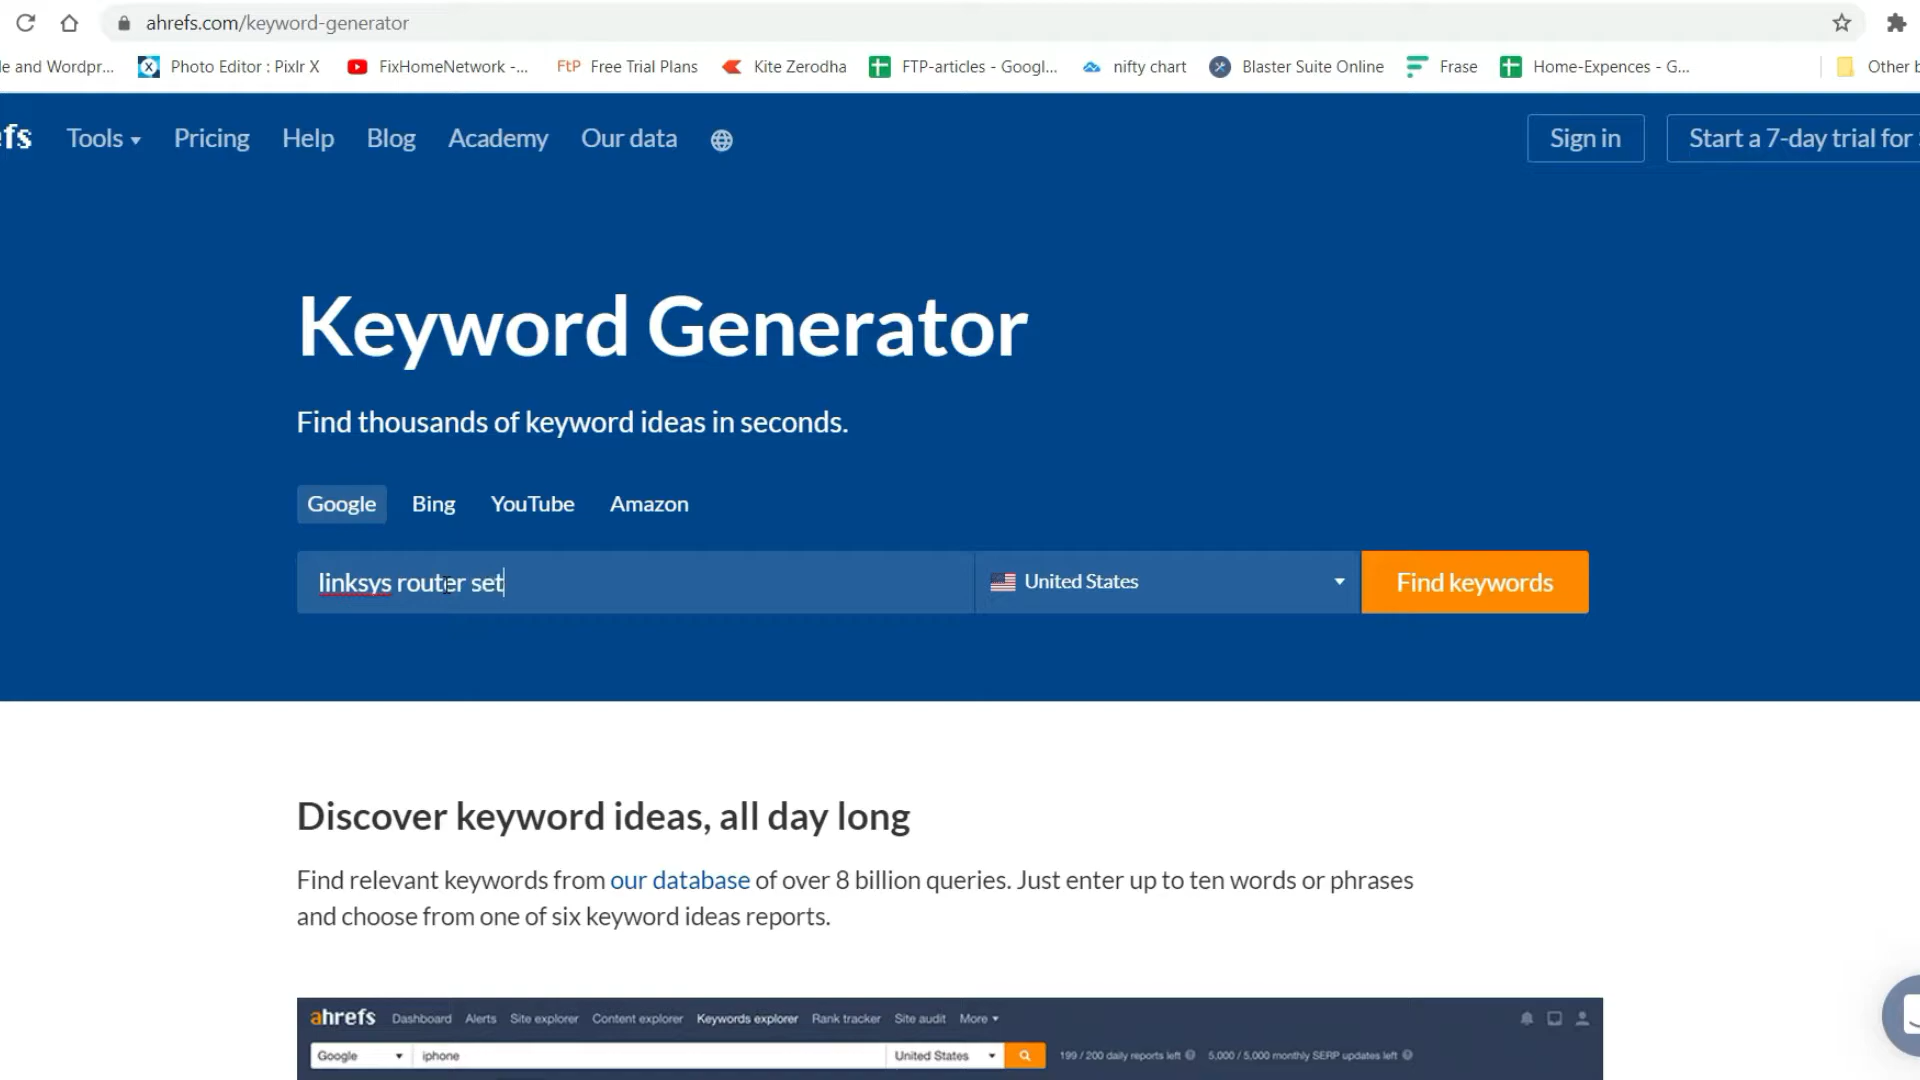 ahrefs.com/keyword-generator
le and Wordpr... Photo Editor : Pixlr X FixHomeNetwork -... FtP Free Trial Plans Kite Zerodha FTP-articles - Googl... nifty chart Blaster Suite Online Frase Home-Expences - G... Other b
efs Tools Pricing Help Blog Academy Our data Sign in Start a 7-day trial for
Keyword Generator
Find thousands of keyword ideas in seconds.
Google Bing YouTube Amazon
linksys router set United States Find keywords
Discover keyword ideas, all day long
Find relevant keywords from our database of over 8 billion queries. Just enter up to ten words or phrases
and choose from one of six keyword ideas reports.
ahrefs Dashboard Alerts Site explorer Content explorer Keywords explorer Rank tracker Site audit More
Google iphone United States 199 / 200 daily reports left 5,000 / 5,000 monthly SERP updates left